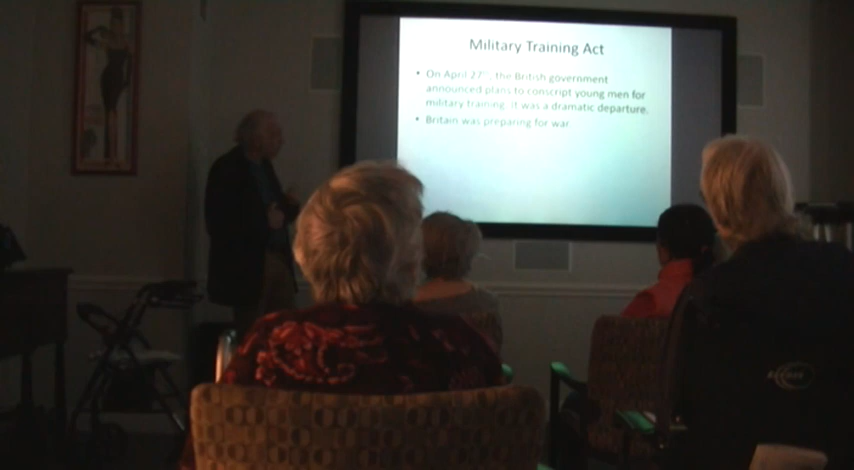 Military Training Act
• On April 27th, the British government
announced plans to conscript young men for
military training. It was a dramatic departure.
• Britain was preparing for war.